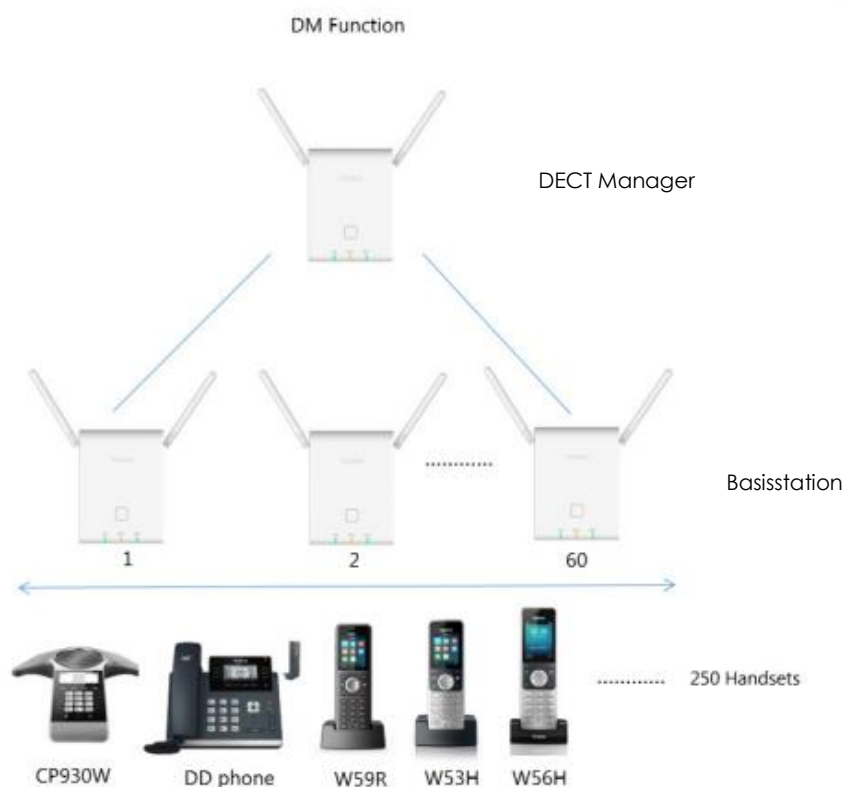 DM Function
DECT Manager
Basisstation
1 2 60
............ 250 Handsets
CP930W DD phone W59R W53H W56H